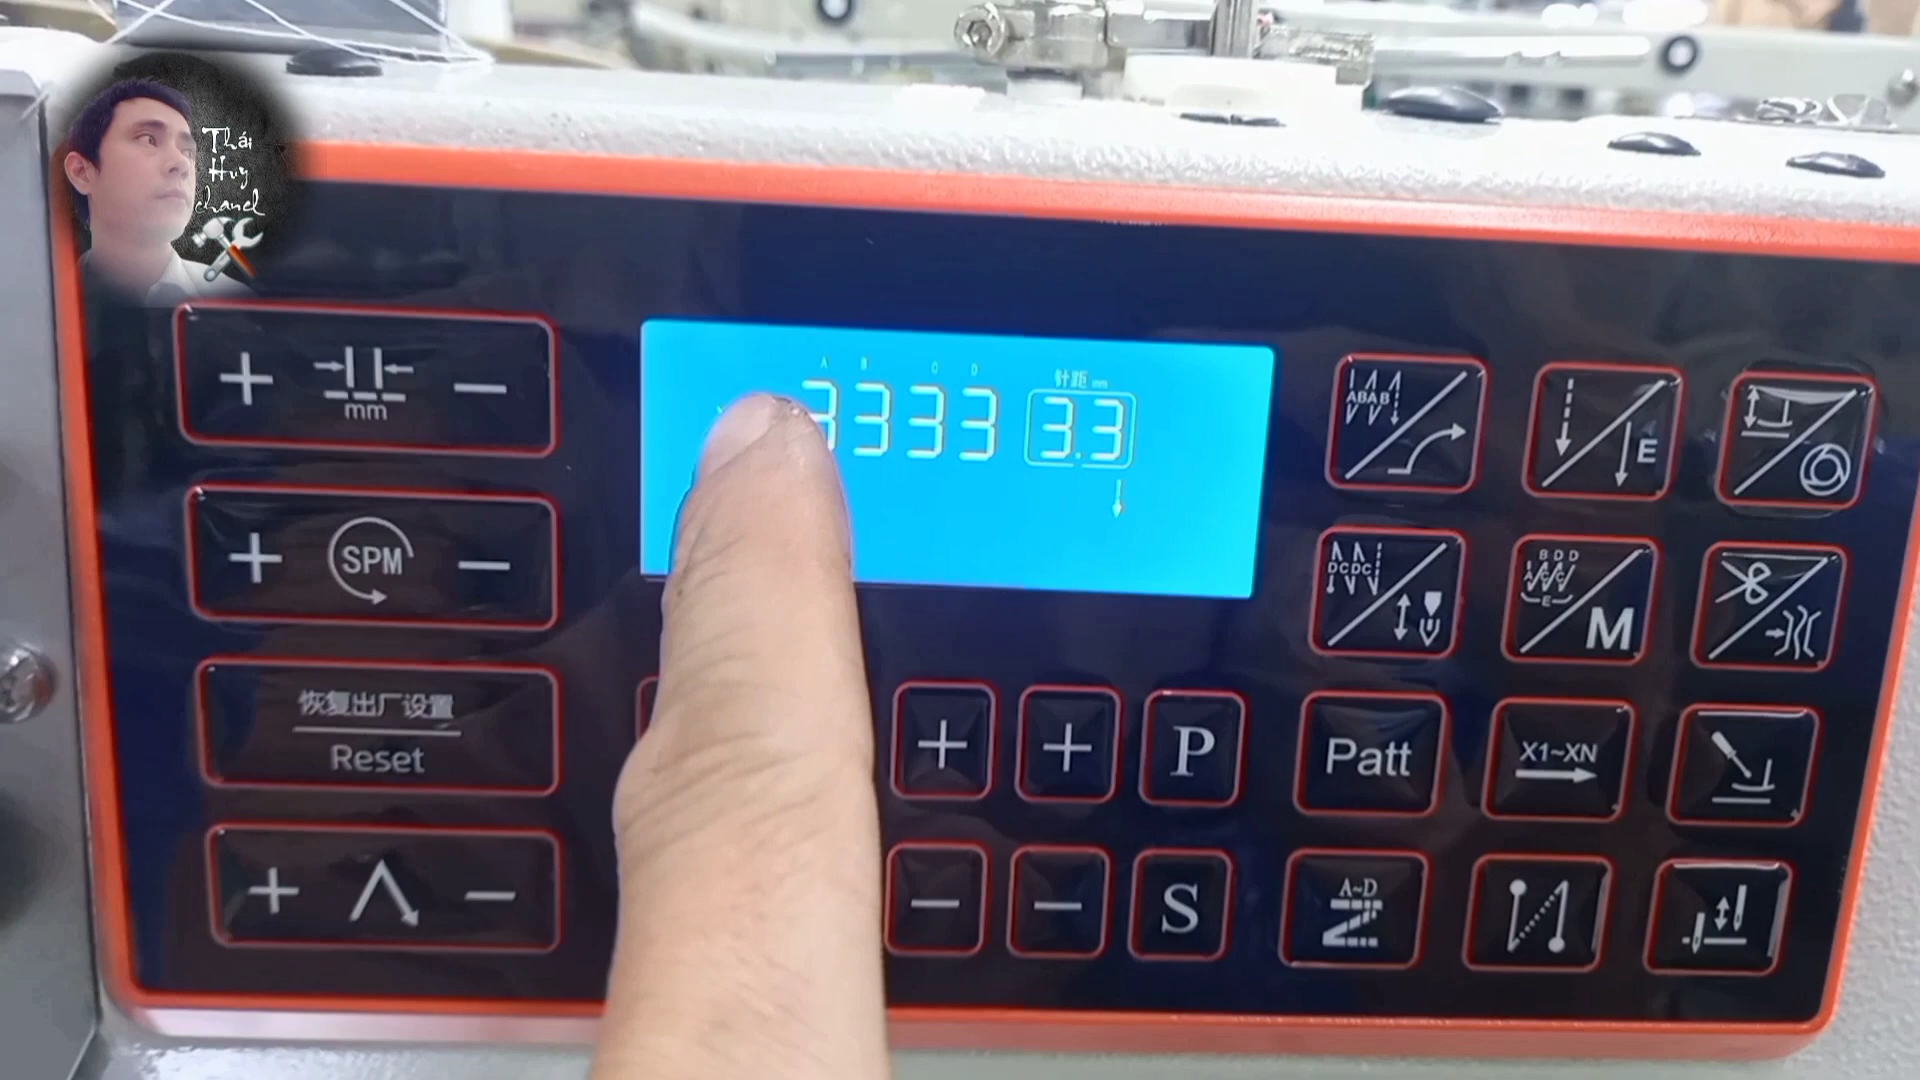 Thái
Huy
chanel
A B C D
针距 mm
3333 3.3
+ mm −
ABAB
E
+ SPM −
DCDC
B D D
A C C
E
M
恢复出厂设置
Reset
+ + P
Patt
X1~XN
+ −
− − S
A~D